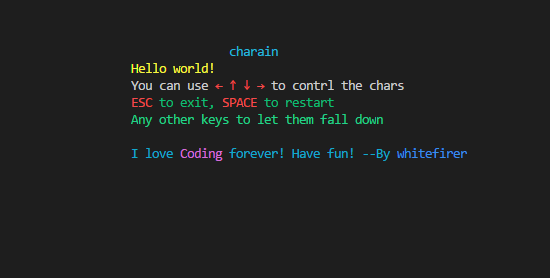 charain
Hello world!
You can use ← ↑ ↓ → to contrl the chars
ESC to exit, SPACE to restart
Any other keys to let them fall down
I love Coding forever! Have fun! --By whitefirer